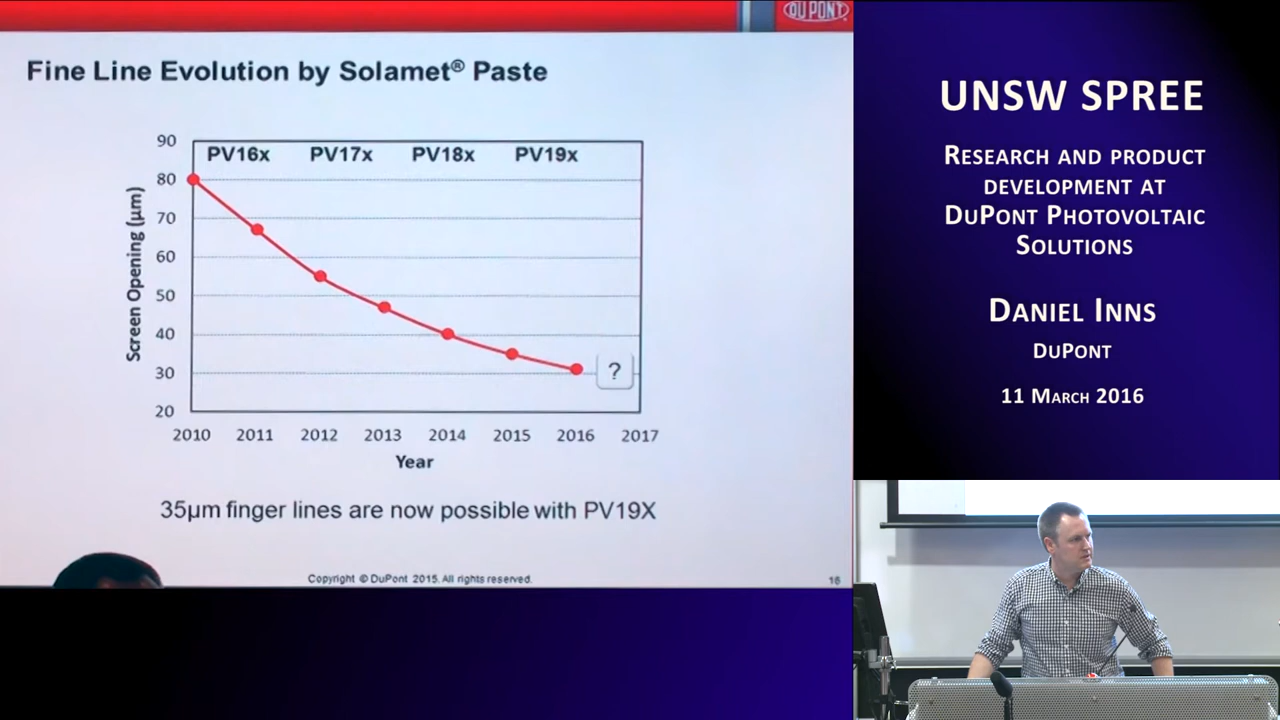 DUPONT
Fine Line Evolution by Solamet® Paste
90
80
70
60
50
40
30
20
Screen Opening (µm)
PV16x PV17x PV18x PV19x
?
2010 2011 2012 2013 2014 2015 2016 2017
Year
35µm finger lines are now possible with PV19X
Copyright © DuPont 2015. All rights reserved.
16
UNSW SPREE
Research and product
development at
DuPont Photovoltaic
Solutions
Daniel Inns
DuPont
11 March 2016